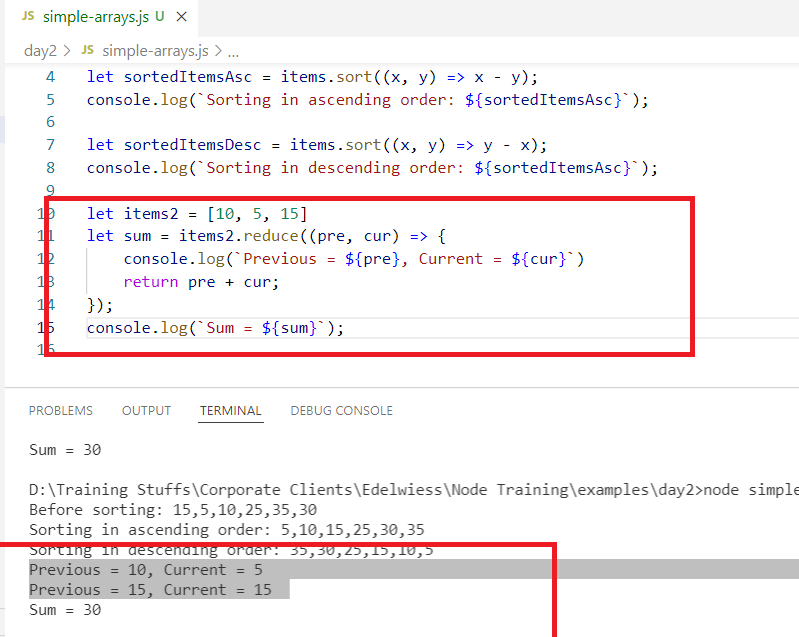 JS simple-arrays.js U ×
day2 > JS simple-arrays.js > ...
4 let sortedItemsAsc = items.sort((x, y) => x - y);
5 console.log(`Sorting in ascending order: ${sortedItemsAsc}`);
6
7 let sortedItemsDesc = items.sort((x, y) => y - x);
8 console.log(`Sorting in descending order: ${sortedItemsAsc}`);
9
10 let items2 = [10, 5, 15]
11 let sum = items2.reduce((pre, cur) => {
12 console.log(`Previous = ${pre}, Current = ${cur}`)
13 return pre + cur;
14 });
15 console.log(`Sum = ${sum}`);
16
PROBLEMS OUTPUT TERMINAL DEBUG CONSOLE
Sum = 30
D:\Training Stuffs\Corporate Clients\Edelwiess\Node Training\examples\day2>node simple
Before sorting: 15,5,10,25,35,30
Sorting in ascending order: 5,10,15,25,30,35
Sorting in descending order: 35,30,25,15,10,5
Previous = 10, Current = 5
Previous = 15, Current = 15
Sum = 30